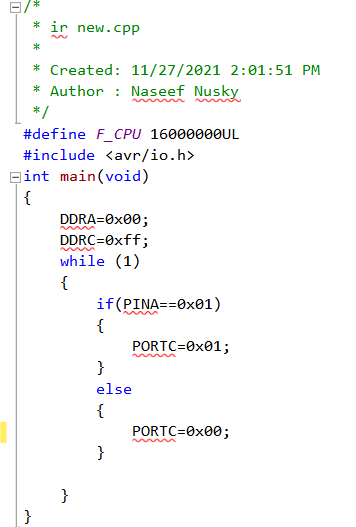 /*
 * ir new.cpp
 *
 * Created: 11/27/2021 2:01:51 PM
 * Author : Naseef Nusky
 */
#define F_CPU 16000000UL
#include <avr/io.h>
int main(void)
{
    DDRA=0x00;
    DDRC=0xff;
    while (1)
    {
        if(PINA==0x01)
        {
            PORTC=0x01;
        }
        else
        {
            PORTC=0x00;
        }

    }
}